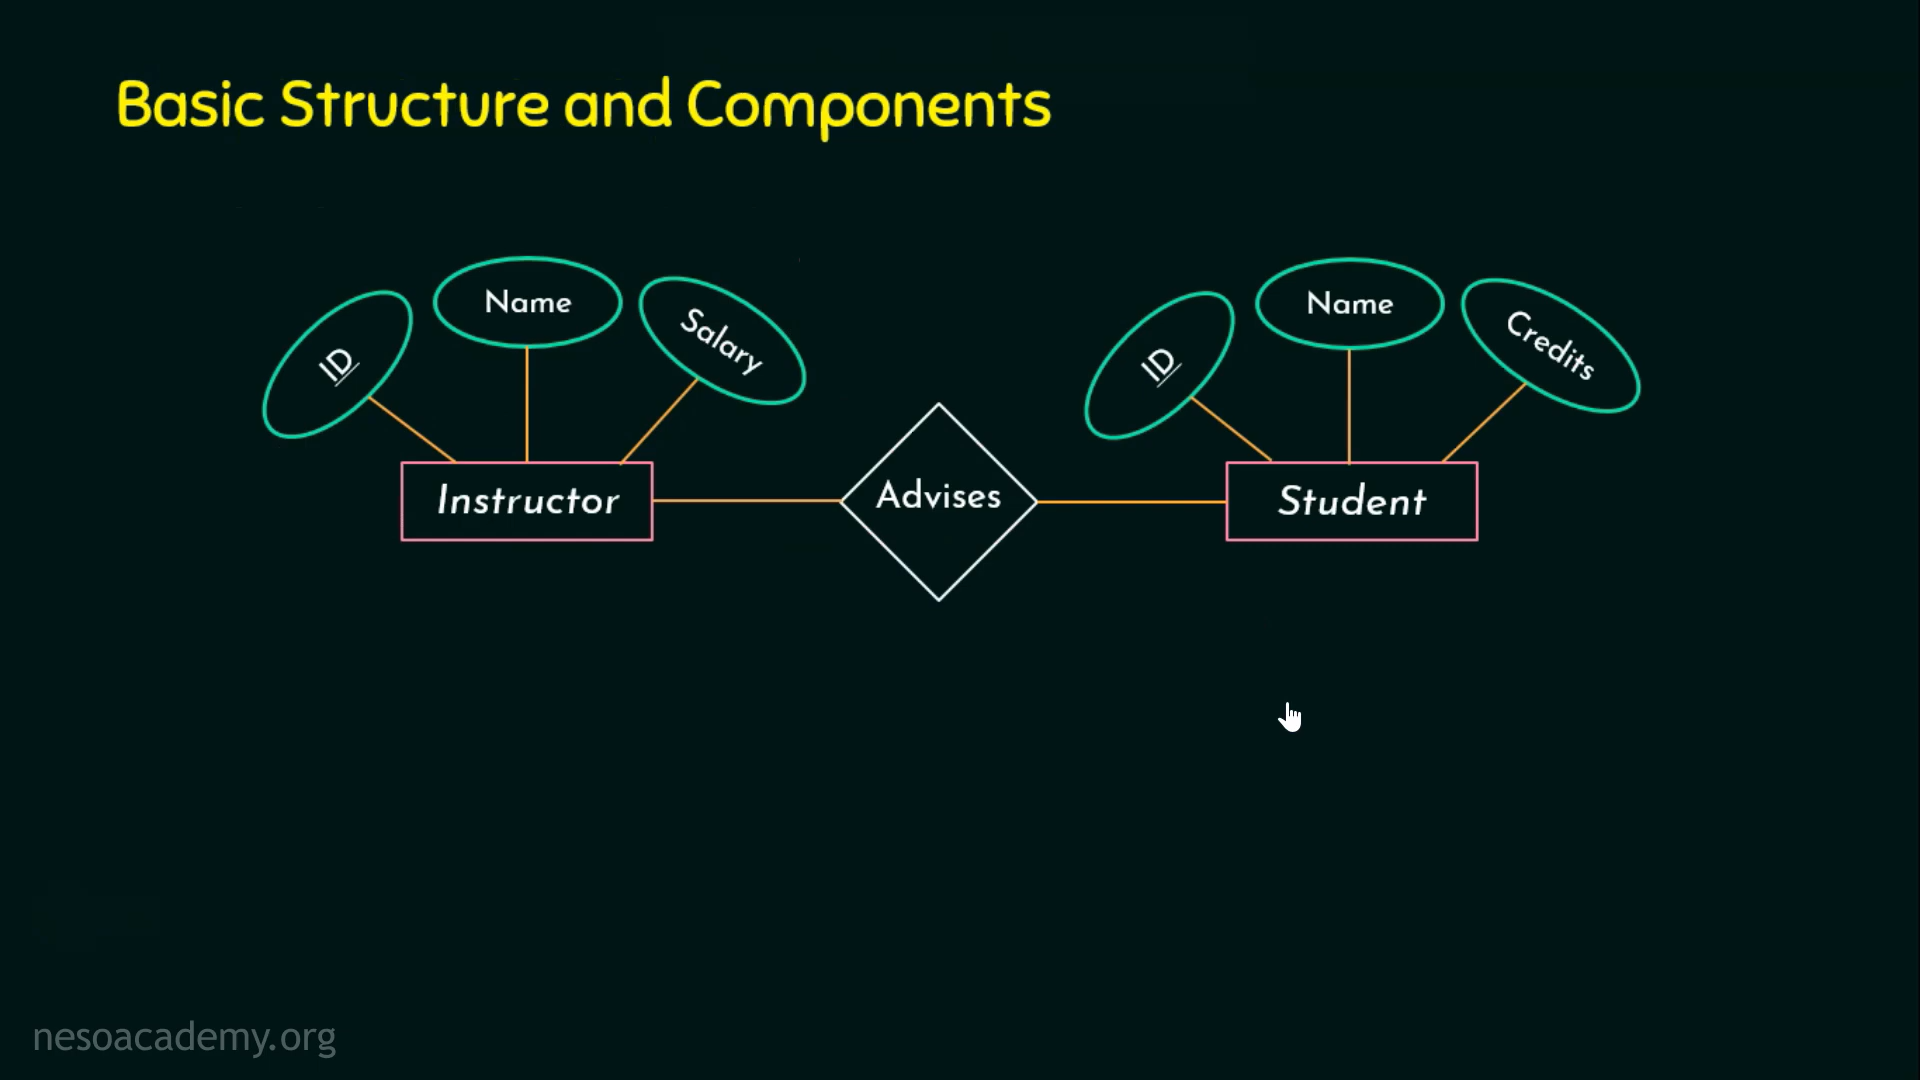 Basic Structure and Components
ID
Name
Salary
ID
Name
Credits
Instructor
Advises
Student
nesoacademy.org